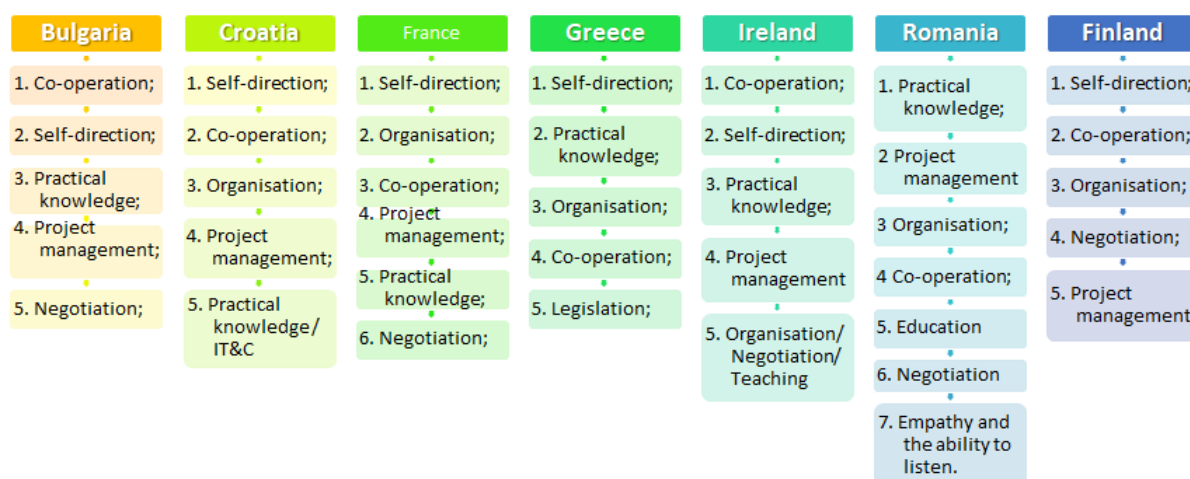 Bulgaria
1. Co-operation;
2. Self-direction;
3. Practical
knowledge;
4. Project
management;
5. Negotiation;
Croatia
1. Self-direction;
2. Co-operation;
3. Organisation;
4. Project
management;
5. Practical
knowledge/
IT&C
France
1. Self-direction;
2. Organisation;
3. Co-operation;
4. Project
management;
5. Practical
knowledge;
6. Negotiation;
Greece
1. Self-direction;
2. Practical
knowledge;
3. Organisation;
4. Co-operation;
5. Legislation;
Ireland
1. Co-operation;
2. Self-direction;
3. Practical
knowledge;
4. Project
management
5. Organisation/
Negotiation/
Teaching
Romania
1. Practical
knowledge;
2 Project
management
3 Organisation;
4 Co-operation;
5. Education
6. Negotiation
7. Empathy and
the ability to
listen.
Finland
1. Self-direction;
2. Co-operation;
3. Organisation;
4. Negotiation;
5. Project
management